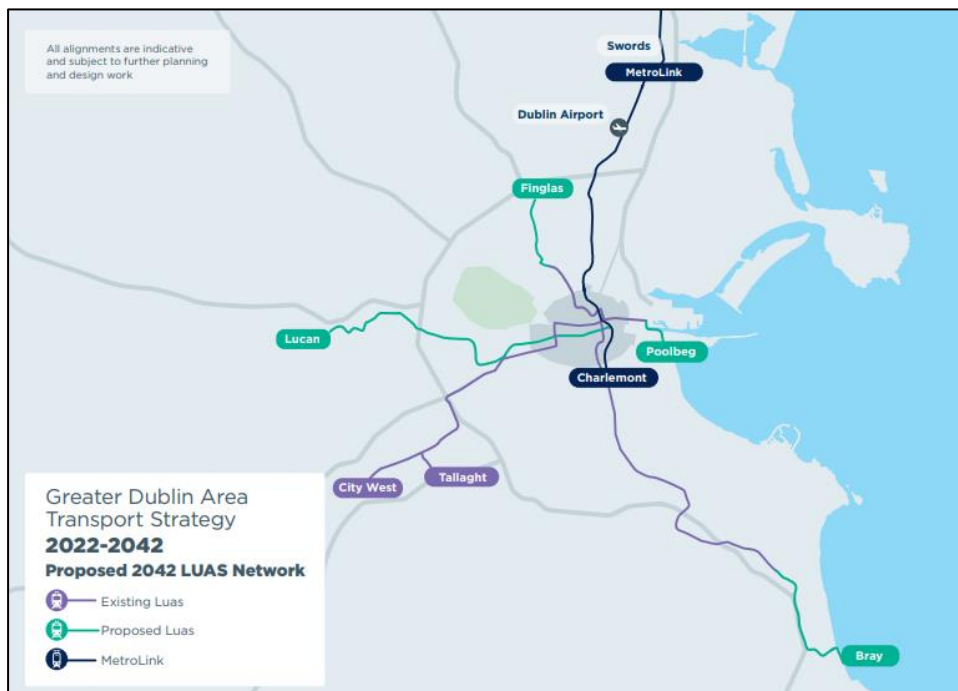 All alignments are indicative
and subject to further planning
and design work
Swords
MetroLink
Dublin Airport
Finglas
Lucan
Poolbeg
Charlemont
City West
Tallaght
Greater Dublin Area
Transport Strategy
2022-2042
Proposed 2042 LUAS Network
Existing Luas
Proposed Luas
MetroLink
Bray